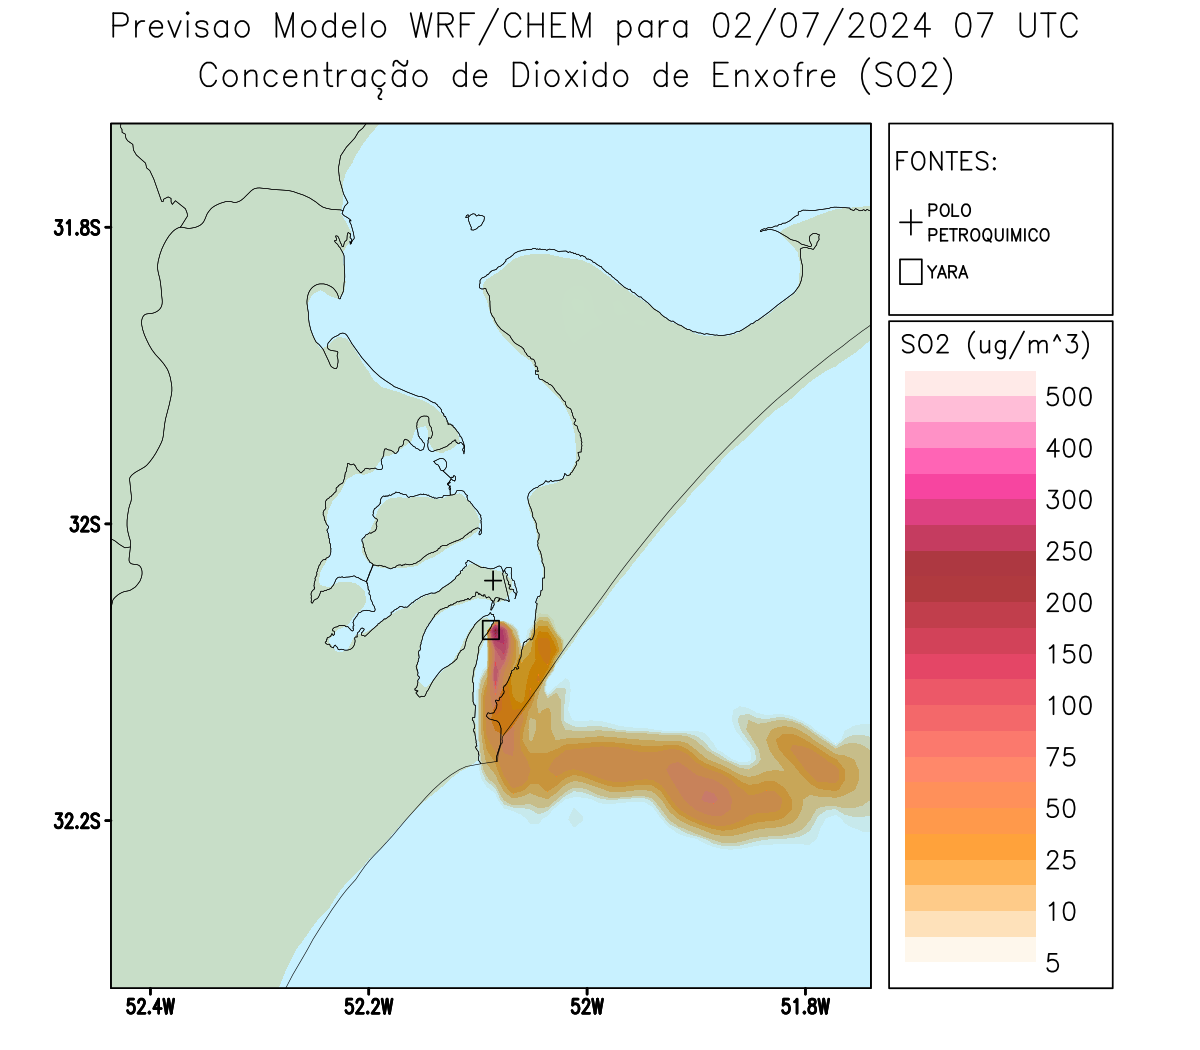 Previsao Modelo WRF/CHEM para 02/07/2024 07 UTC
Concentração de Dioxido de Enxofre (SO2)
FONTES:
POLO
PETROQUIMICO
YARA
31.8S
32S
32.2S
52.4W
52.2W
52W
51.8W
SO2 (ug/m^3)
500
400
300
250
200
150
100
75
50
25
10
5